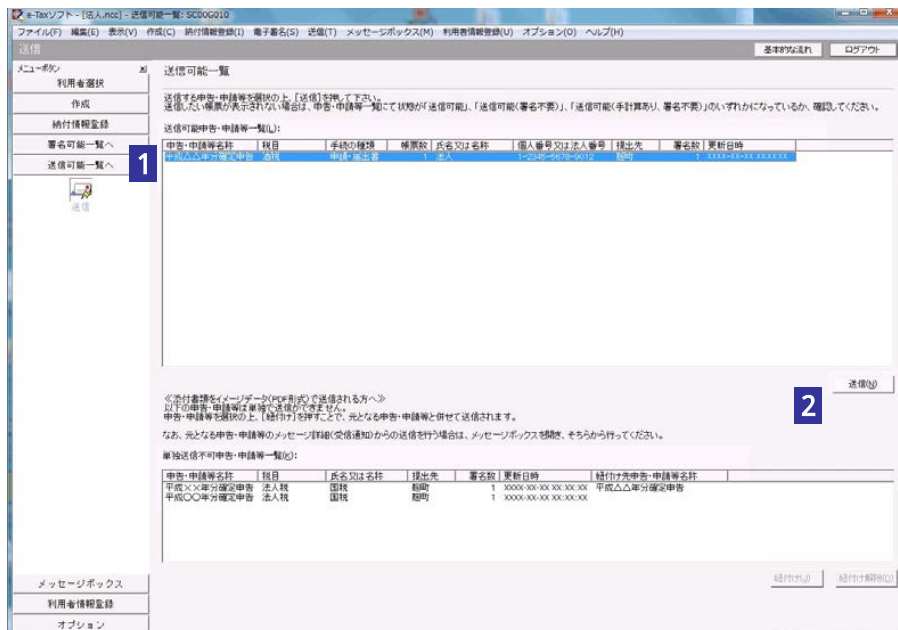 e-Taxソフト - [法人.ncc] - 送信可能一覧: SC00G010
ファイル(F) 編集(E) 表示(V) 作成(C) 納付情報登録(I) 電子署名(S) 送信(T) メッセージボックス(M) 利用者情報登録(U) オプション(O) ヘルプ(H)
送信 基本的な流れ ログアウト
メニューボタン
利用者選択
作成
納付情報登録
署名可能一覧へ
送信可能一覧へ
送信
1
送信可能一覧
送信する申告・申請等を選択の上、[送信]を押して下さい。
送信したい帳票が表示されない場合は、申告・申請等一覧にて状態が「送信可能」、「送信可能(署名不要)」、「送信可能(手計算あり、署名不要)」のいずれかになっているか、確認してください。
送信可能申告・申請等一覧(L):
申告・申請等名称 税目 手続の種類 帳票数 氏名又は名称 個人番号又は法人番号 提出先 署名数 更新日時
平成△△年分確定申告 酒税 申請・届出書 1 法人 1-2345-5678-9012 麹町 1 XXXX-XX-XX XX:XX:XX
送信(N)
2
≪添付書類をイメージデータ(PDF形式)で送信される方へ≫
以下の申告・申請等は単独で送信ができません。
申告・申請等を選択の上、[紐付け]を押すことで、元となる申告・申請等と併せて送信されます。
なお、元となる申告・申請等のメッセージ詳細(受信通知)からの送信を行う場合は、メッセージボックスを開き、そちらから行ってください。
単独送信不可申告・申請等一覧(K):
申告・申請等名称 税目 氏名又は名称 提出先 署名数 更新日時 紐付け先申告・申請等名称
平成××年分確定申告 法人税 国税 麹町 1 XXXX-XX-XX XX:XX:XX 平成△△年分確定申告
平成〇〇年分確定申告 法人税 国税 麹町 1 XXXX-XX-XX XX:XX:XX
紐付け(J) 紐付け解除(D)
メッセージボックス
利用者情報登録
オプション